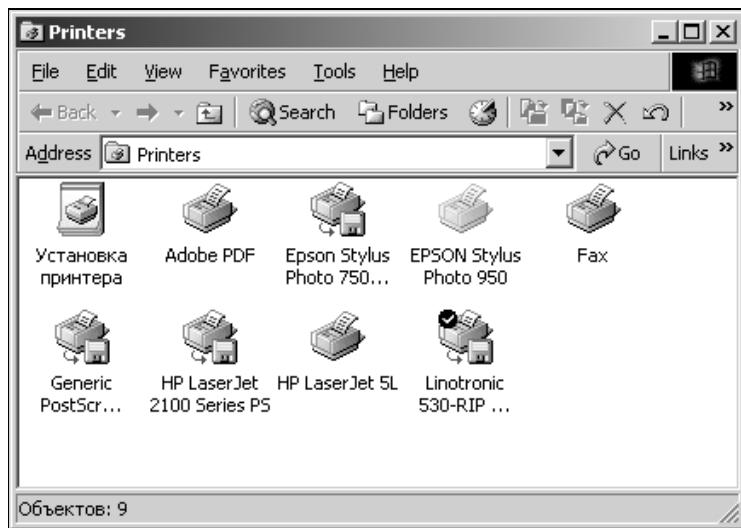 Printers
File Edit View Favorites Tools Help
Back Search Folders »
Address Printers Go Links »
Установка принтера
Adobe PDF
Epson Stylus Photo 750...
EPSON Stylus Photo 950
Fax
Generic PostScr...
HP LaserJet 2100 Series PS
HP LaserJet 5L
Linotronic 530-RIP ...
Объектов: 9